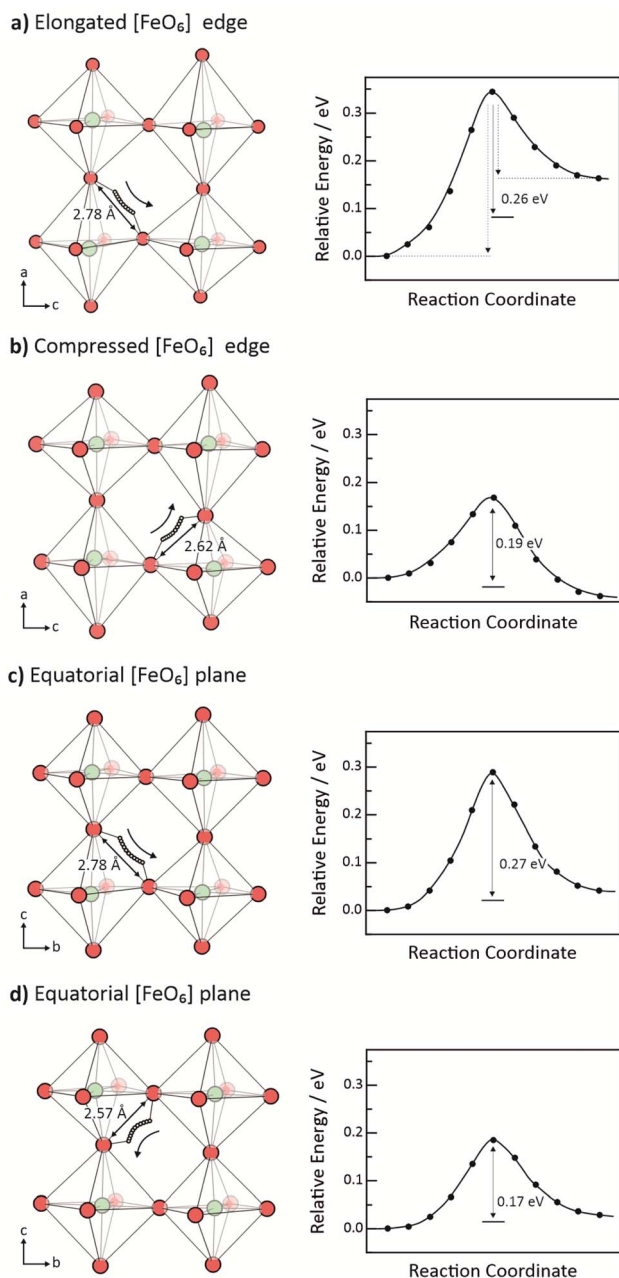 a) Elongated [FeO₆] edge
2.78 Å
a
c
Relative Energy / eV
0.3
0.2
0.1
0.0
0.26 eV
Reaction Coordinate
b) Compressed [FeO₆] edge
2.62 Å
a
c
Relative Energy / eV
0.3
0.2
0.1
0.0
0.19 eV
Reaction Coordinate
c) Equatorial [FeO₆] plane
2.78 Å
c
b
Relative Energy / eV
0.3
0.2
0.1
0.0
0.27 eV
Reaction Coordinate
d) Equatorial [FeO₆] plane
2.57 Å
c
b
Relative Energy / eV
0.3
0.2
0.1
0.0
0.17 eV
Reaction Coordinate